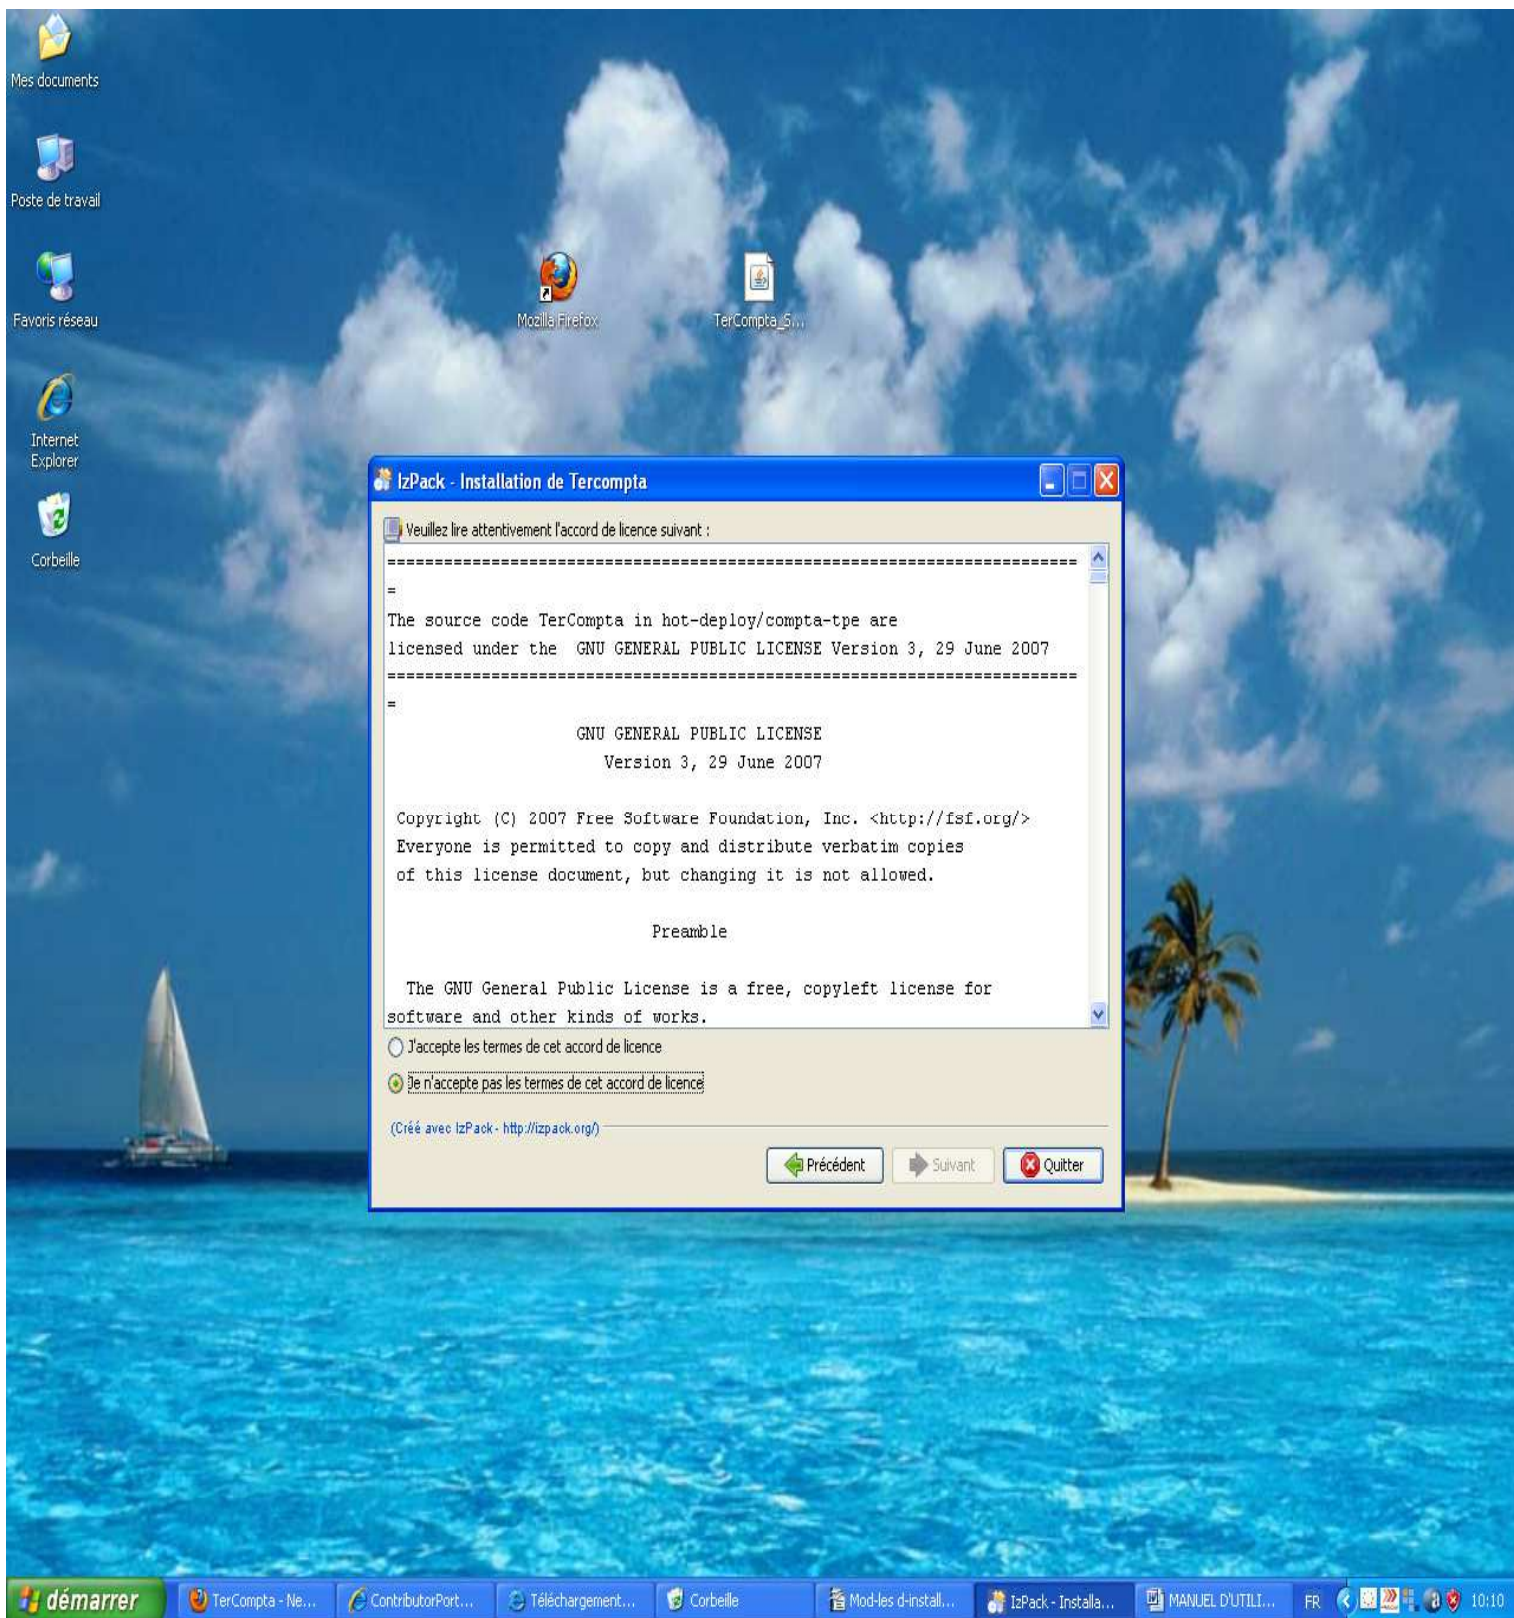 Mes documents
Poste de travail
Favoris réseau
Internet
Explorer
Corbeille
Mozilla Firefox
TerCompta_S...
IzPack - Installation de Tercompta
Veuillez lire attentivement l'accord de licence suivant :
=========================================================================
=
The source code TerCompta in hot-deploy/compta-tpe are
licensed under the  GNU GENERAL PUBLIC LICENSE Version 3, 29 June 2007
=========================================================================
=
GNU GENERAL PUBLIC LICENSE
Version 3, 29 June 2007
Copyright (C) 2007 Free Software Foundation, Inc. <http://fsf.org/>
Everyone is permitted to copy and distribute verbatim copies
of this license document, but changing it is not allowed.
Preamble
The GNU General Public License is a free, copyleft license for
software and other kinds of works.
J'accepte les termes de cet accord de licence
Je n'accepte pas les termes de cet accord de licence
(Créé avec IzPack - http://izpack.org/)
Précédent
Suivant
Quitter
démarrer
TerCompta - Ne...
ContributorPort...
Téléchargement...
Corbeille
Mod-les d-install...
IzPack - Installa...
MANUEL D'UTILI...
FR
10:10